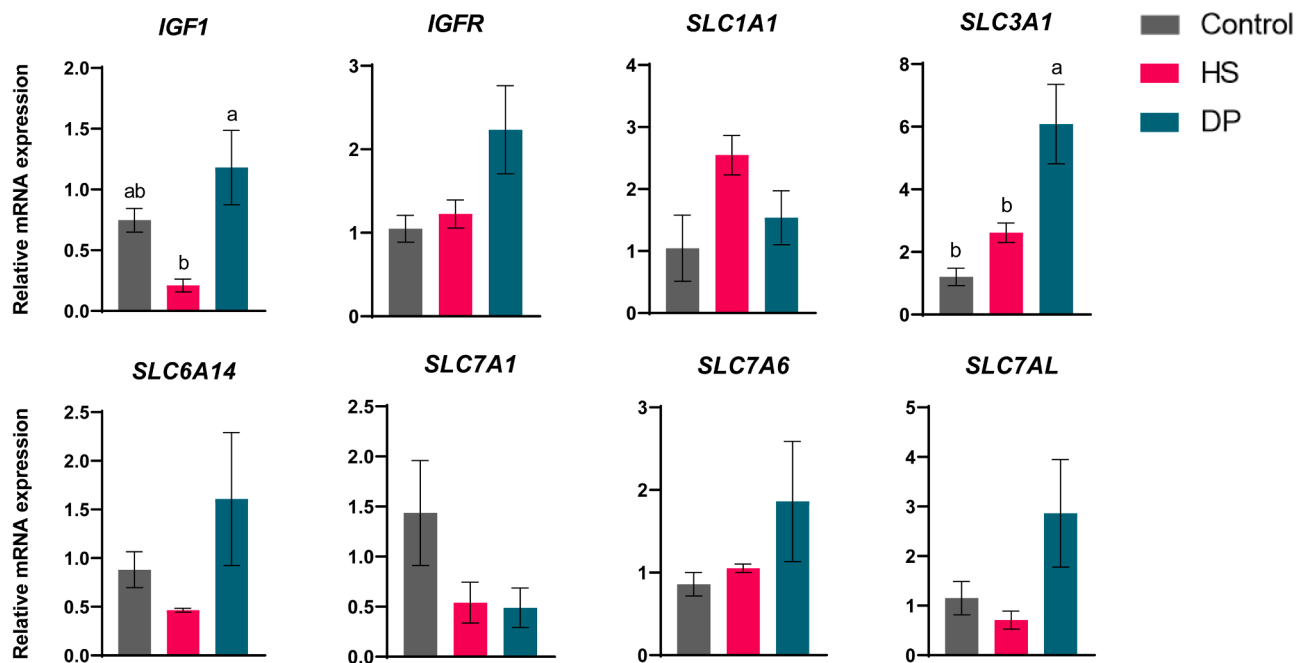 IGF1
IGFR
SLC1A1
SLC3A1
Control
HS
DP
Relative mRNA expression
2.0
1.5
1.0
0.5
0.0
ab
b
a
3
2
1
0
4
3
2
1
0
8
6
4
2
0
b
b
a
SLC6A14
SLC7A1
SLC7A6
SLC7AL
Relative mRNA expression
2.5
2.0
1.5
1.0
0.5
0.0
2.5
2.0
1.5
1.0
0.5
0.0
3
2
1
0
5
4
3
2
1
0